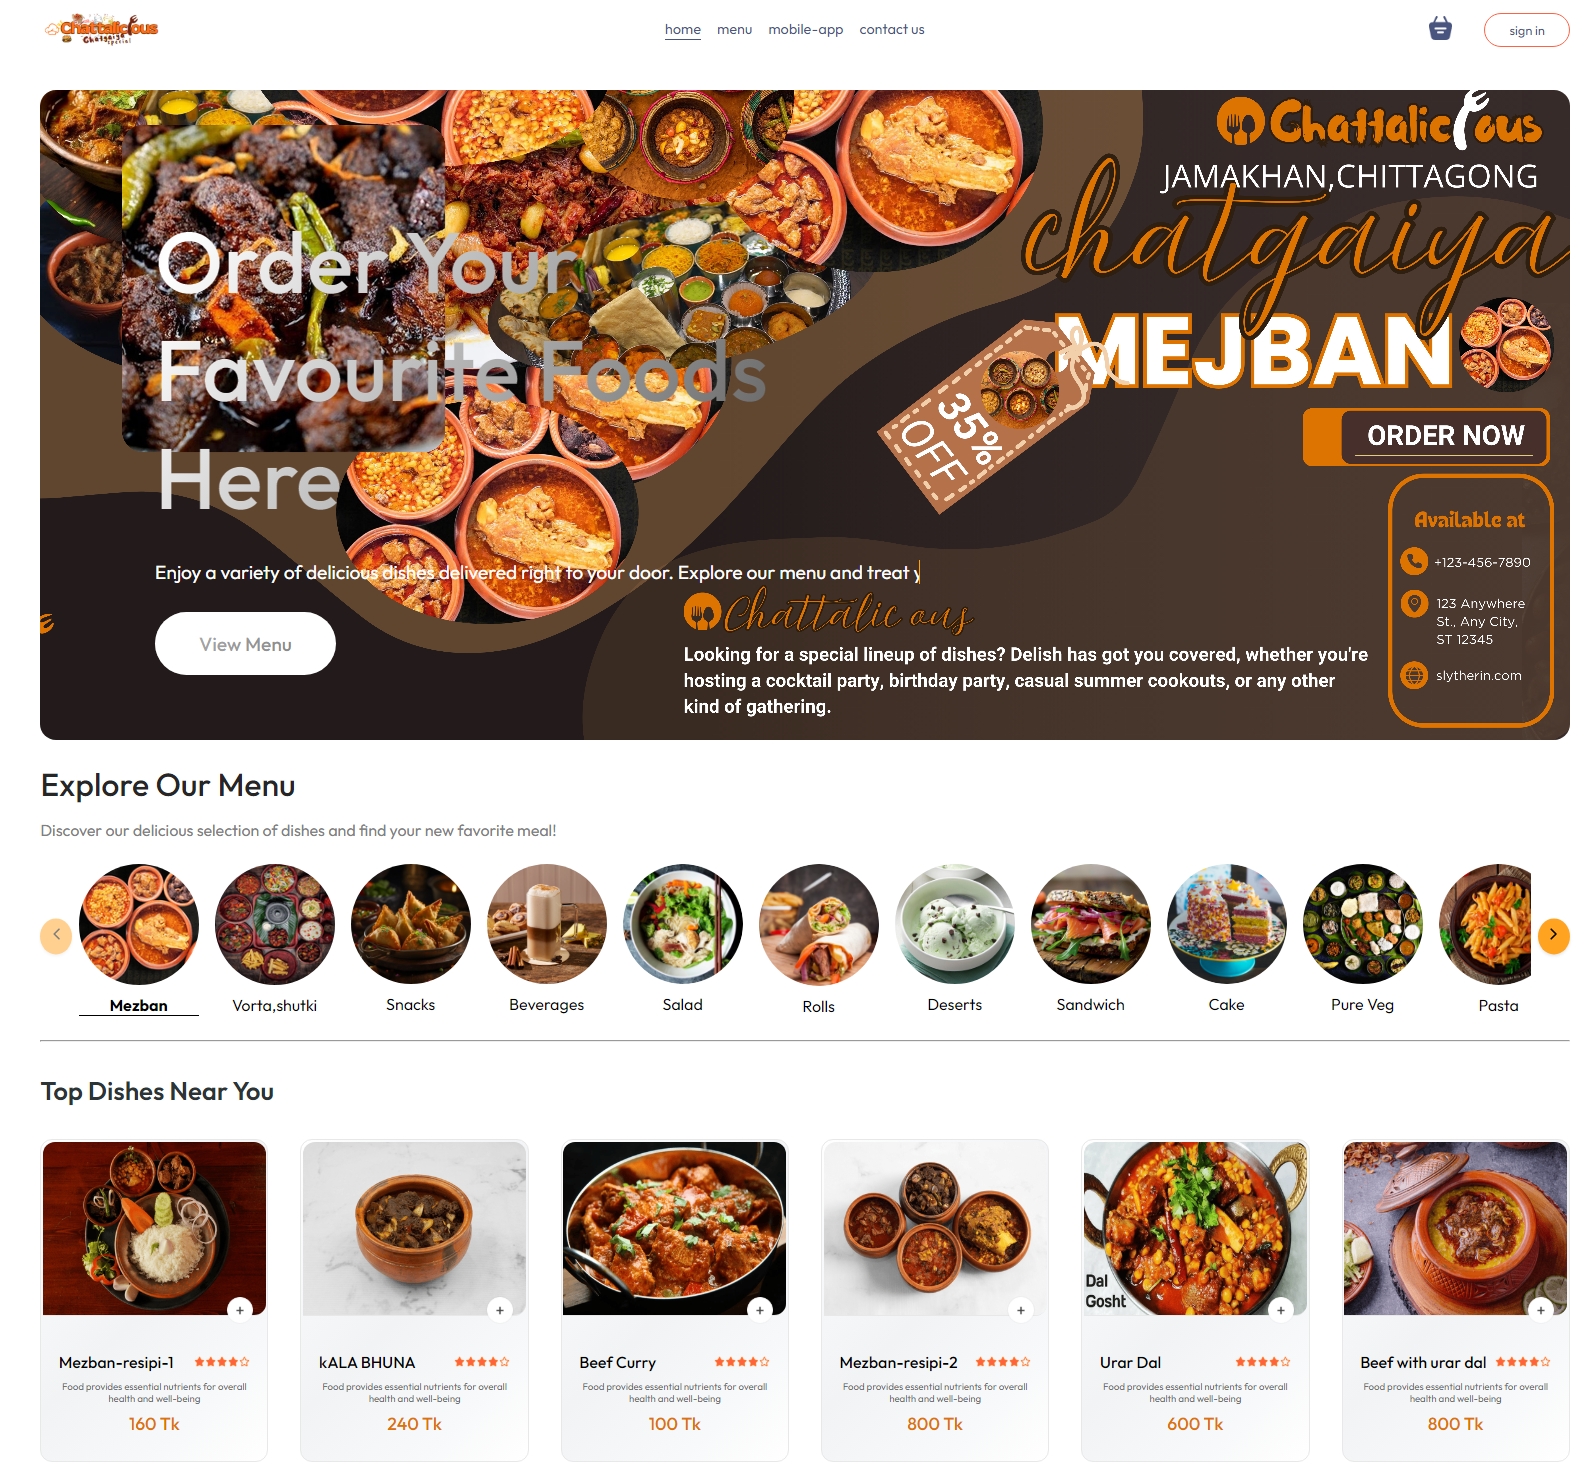 Chattalicious
Chatgaiya
special
home menu mobile-app contact us
sign in
Chattalic ous
JAMAKHAN,CHITTAGONG
chatgaiya
MEJBAN
35%
OFF
ORDER NOW
Available at
+123-456-7890
123 Anywhere
St., Any City,
ST 12345
slytherin.com
Order Your
Favourite Foods
Here
Enjoy a variety of delicious dishes delivered right to your door. Explore our menu and treat y
View Menu
Chattalic ous
Looking for a special lineup of dishes? Delish has got you covered, whether you're
hosting a cocktail party, birthday party, casual summer cookouts, or any other
kind of gathering.
Explore Our Menu
Discover our delicious selection of dishes and find your new favorite meal!
Mezban Vorta,shutki Snacks Beverages Salad Rolls Deserts Sandwich Cake Pure Veg Pasta
Top Dishes Near You
Dal
Gosht
Mezban-resipi-1
Food provides essential nutrients for overall
health and well-being
160 Tk
kALA BHUNA
Food provides essential nutrients for overall
health and well-being
240 Tk
Beef Curry
Food provides essential nutrients for overall
health and well-being
100 Tk
Mezban-resipi-2
Food provides essential nutrients for overall
health and well-being
800 Tk
Urar Dal
Food provides essential nutrients for overall
health and well-being
600 Tk
Beef with urar dal
Food provides essential nutrients for overall
health and well-being
800 Tk